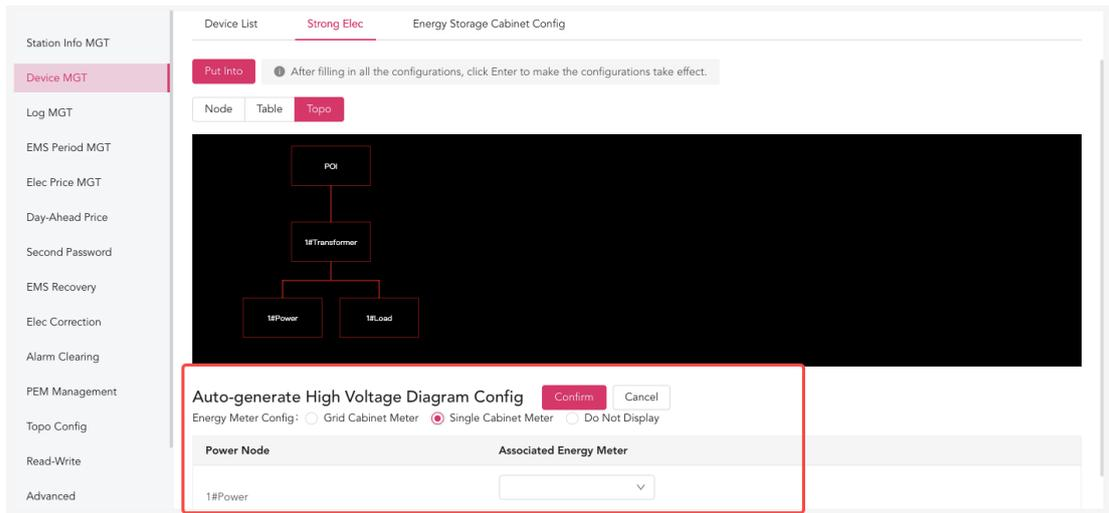 Device List Strong Elec Energy Storage Cabinet Config
Station Info MGT
Device MGT
Log MGT
EMS Period MGT
Elec Price MGT
Day-Ahead Price
Second Password
EMS Recovery
Elec Correction
Alarm Clearing
PEM Management
Topo Config
Read-Write
Advanced
Put Into After filling in all the configurations, click Enter to make the configurations take effect.
Node Table Topo
POI
1#Transformer
1#Power 1#Load
Auto-generate High Voltage Diagram Config Confirm Cancel
Energy Meter Config: Grid Cabinet Meter Single Cabinet Meter Do Not Display
Power Node Associated Energy Meter
1#Power